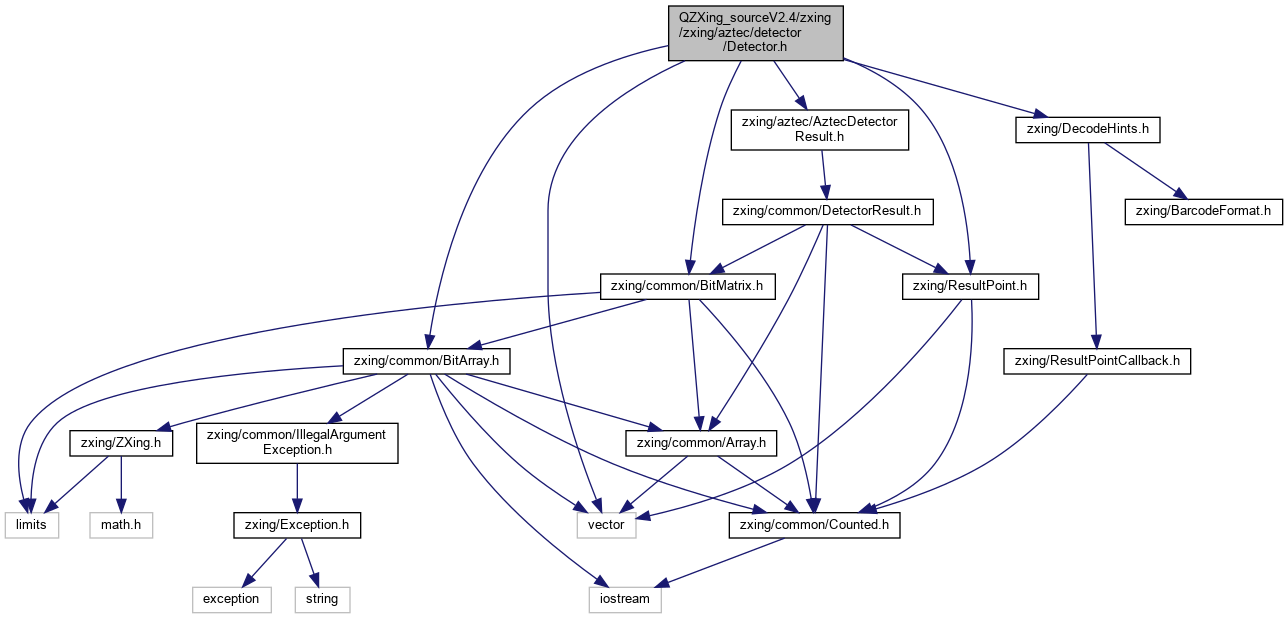 QZXing_sourceV2.4/zxing
/zxing/aztec/detector
/Detector.h
zxing/aztec/AztecDetector
Result.h
zxing/DecodeHints.h
zxing/common/DetectorResult.h
zxing/BarcodeFormat.h
zxing/common/BitMatrix.h
zxing/ResultPoint.h
zxing/common/BitArray.h
zxing/ResultPointCallback.h
zxing/ZXing.h
zxing/common/IllegalArgument
Exception.h
zxing/common/Array.h
limits
math.h
zxing/Exception.h
vector
zxing/common/Counted.h
exception
string
iostream